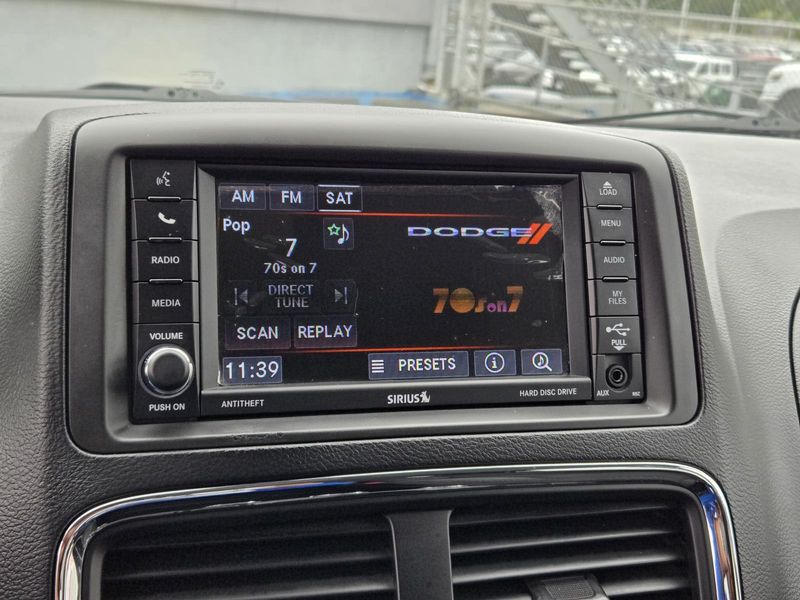 AM FM SAT
Pop
7
70s on 7
DIRECT
TUNE
SCAN REPLAY
11:39 PRESETS
DODGE
70s on 7
RADIO
MEDIA
VOLUME
PUSH ON
ANTITHEFT
SIRIUS
HARD DISC DRIVE
LOAD
MENU
AUDIO
MY
FILES
PULL
AUX